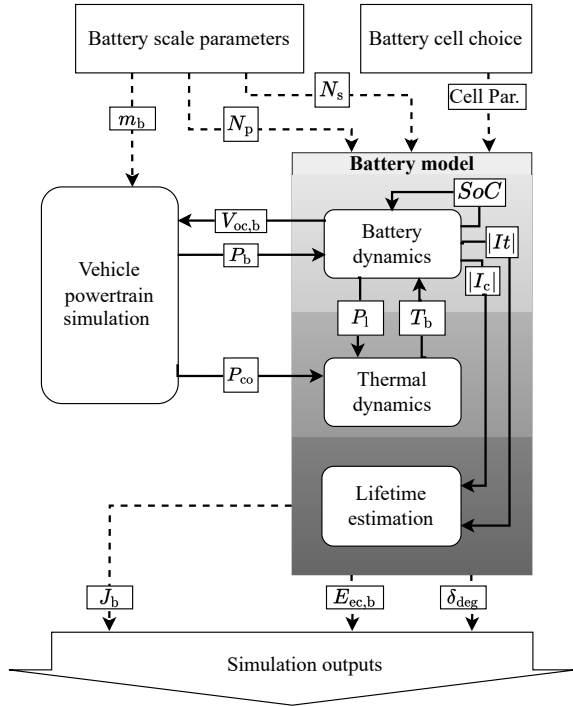 Battery scale parameters
Battery cell choice
N_s
Cell Par.
m_b
N_p
Battery model
SoC
V_oc,b
Battery
dynamics
|It|
P_b
|I_c|
Vehicle
powertrain
simulation
P_l
T_b
P_co
Thermal
dynamics
Lifetime
estimation
J_b
E_ec,b
δ_deg
Simulation outputs